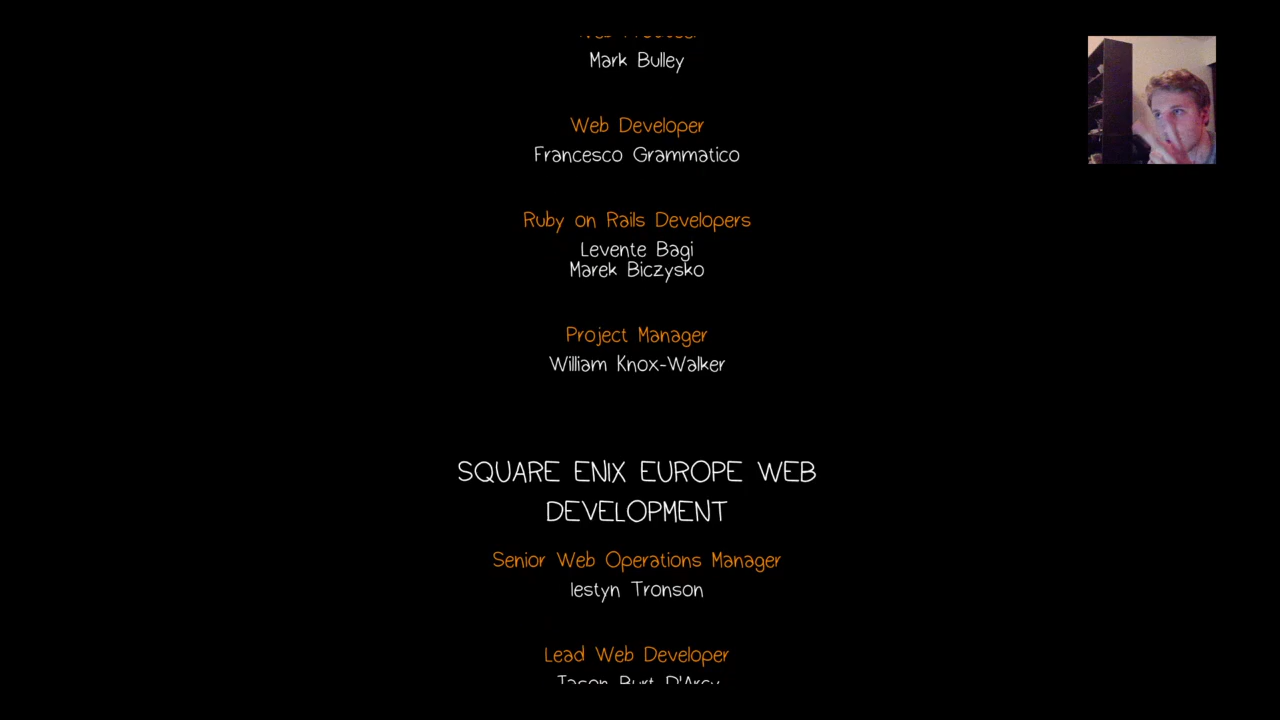 Mark Bulley
Web Developer
Francesco Grammatico
Ruby on Rails Developers
Levente Bagi
Marek Biczysko
Project Manager
William Knox-Walker
SQUARE ENIX EUROPE WEB
DEVELOPMENT
Senior Web Operations Manager
Iestyn Tronson
Lead Web Developer